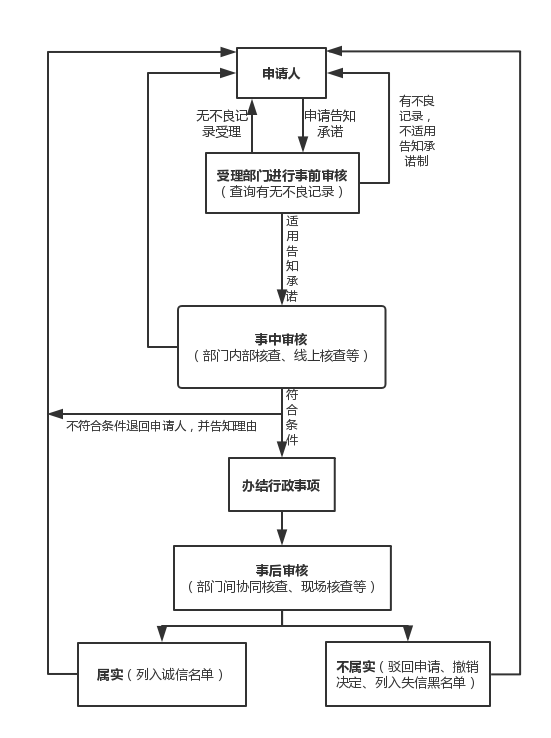 申请人
无不良记
录受理
申请告知
承诺
有不良
记录，
不适用
告知承
诺制
受理部门进行事前审核
（查询有无不良记录）
适
用
告
知
承
诺
事中审核
（部门内部核查、线上核查等）
符
合
条
件
不符合条件退回申请人，并告知理由
办结行政事项
事后审核
（部门间协同核查、现场核查等）
属实（列入诚信名单）
不属实（驳回申请、撤销
决定、列入失信黑名单）